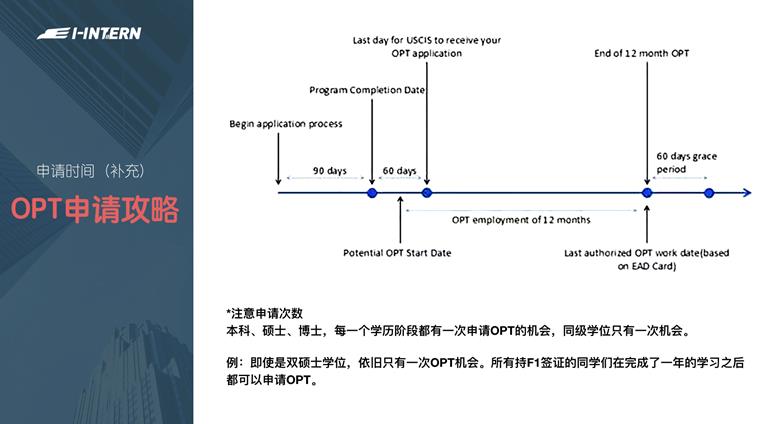 I-INTERN
申请时间（补充）
OPT申请攻略
Last day for USCIS to receive your
OPT application
End of 12 month OPT
Program Completion Date
Begin application process
60 days grace
period
90 days
60 days
OPT employment of 12 months
Potential OPT Start Date
Last authorized OPT work date(based
on EAD Card)
*注意申请次数
本科、硕士、博士，每一个学历阶段都有一次申请OPT的机会，同级学位只有一次机会。
例：即使是双硕士学位，依旧只有一次OPT机会。所有持F1签证的同学们在完成了一年的学习之后
都可以申请OPT。